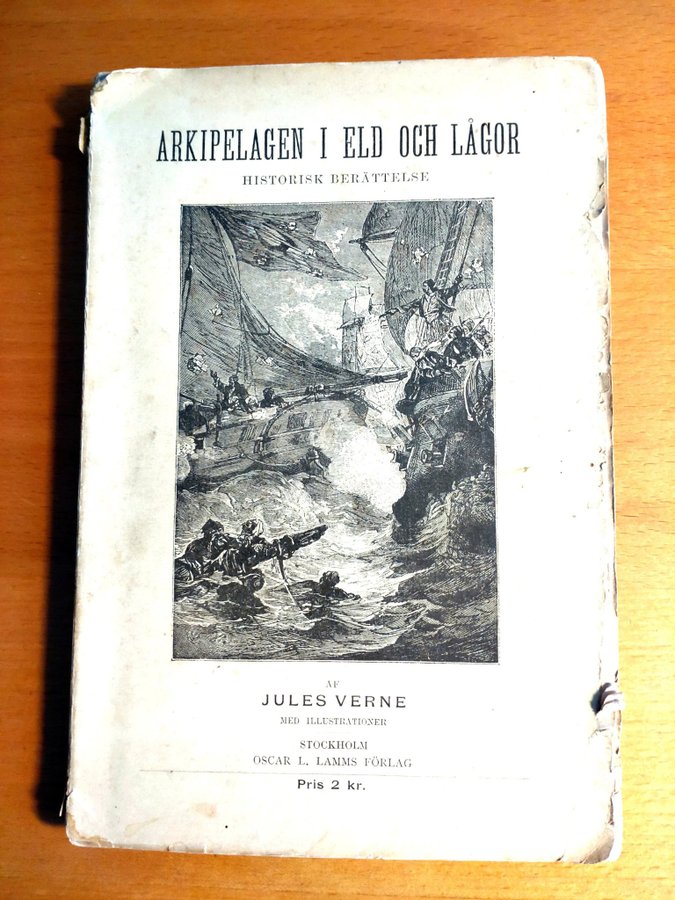 ARKIPELAGEN I ELD OCH LÅGOR
HISTORISK BERÄTTELSE
AF
JULES VERNE
MED ILLUSTRATIONER
STOCKHOLM
OSCAR L. LAMMS FÖRLAG
Pris 2 kr.